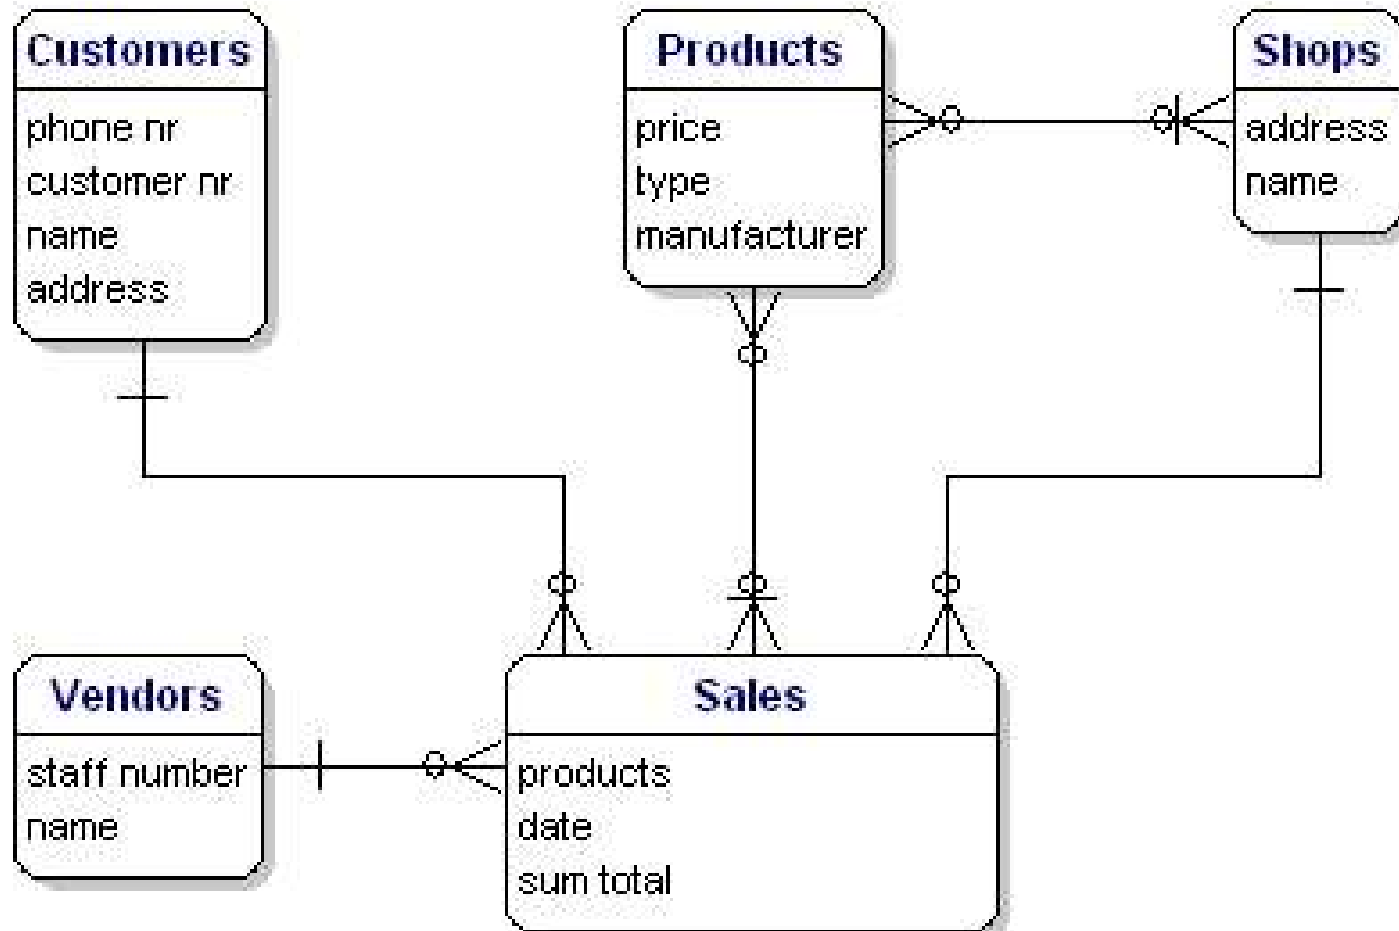 Customers
phone nr
customer nr
name
address
Products
price
type
manufacturer
Shops
address
name
Vendors
staff number
name
Sales
products
date
sum total